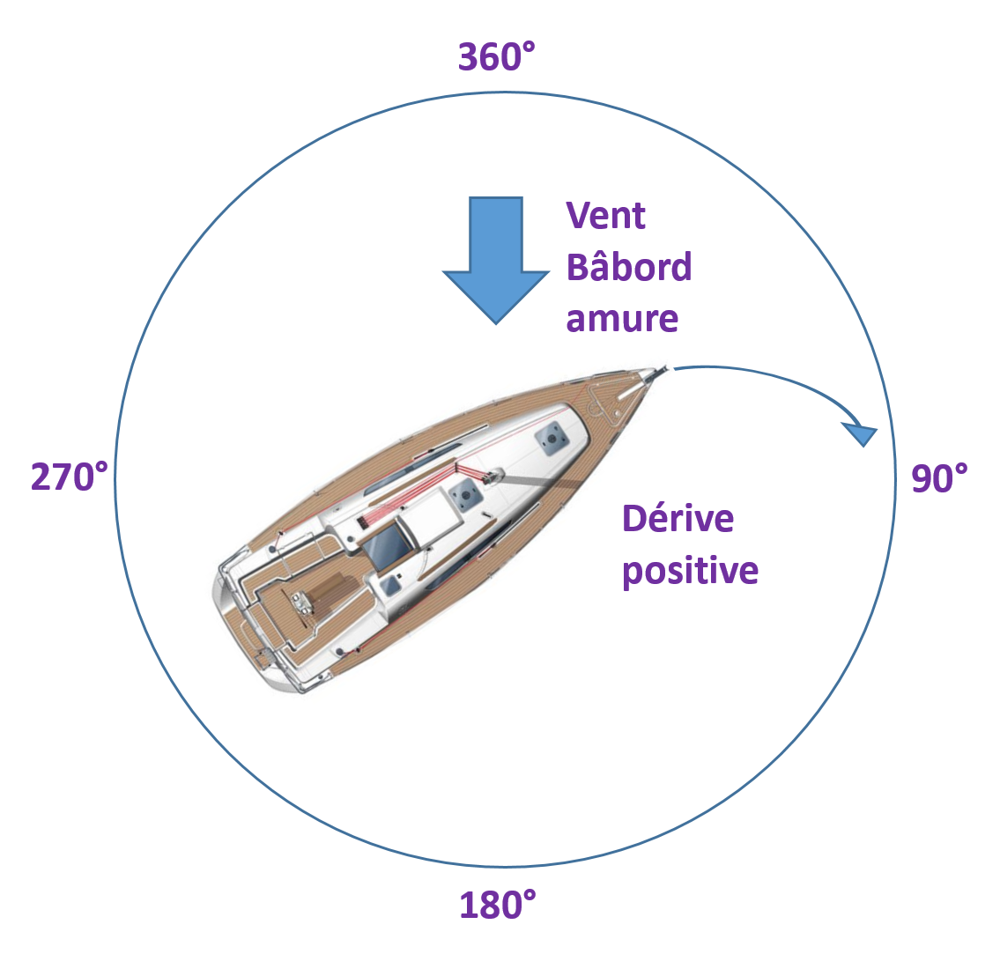 360°
Vent
Bâbord
amure
270°
90°
Dérive
positive
180°